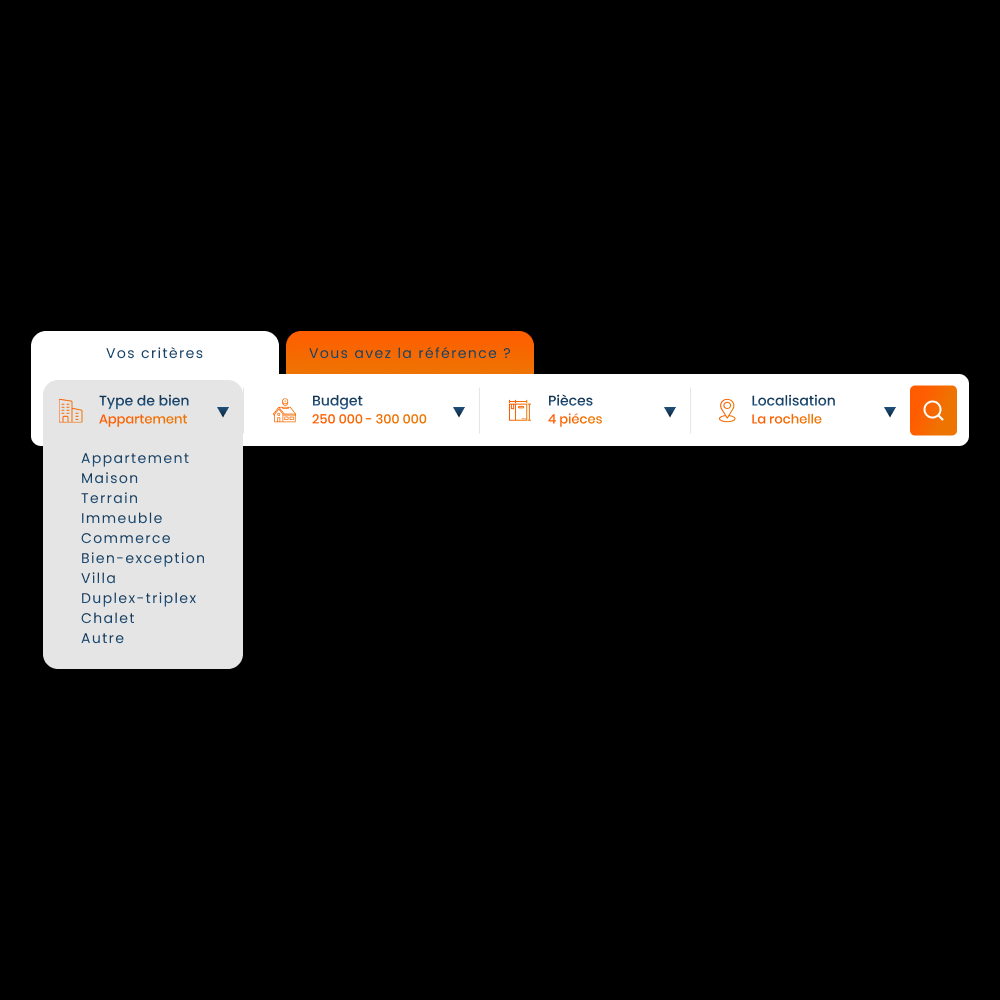 Vos critères
Vous avez la référence ?
Type de bien
Appartement
Budget
250 000 - 300 000
Pièces
4 piéces
Localisation
La rochelle
Appartement
Maison
Terrain
Immeuble
Commerce
Bien-exception
Villa
Duplex-triplex
Chalet
Autre